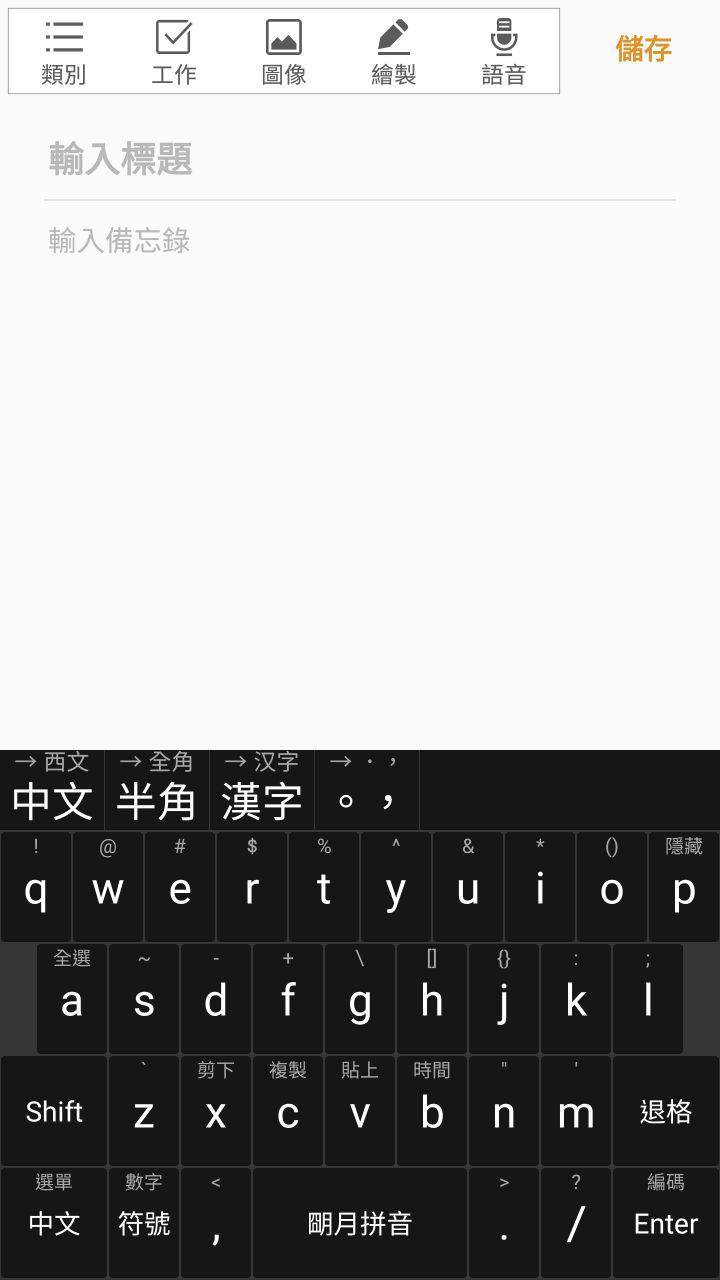 類別 工作 圖像 繪製 語音 儲存
輸入標題
輸入備忘錄
→ 西文 → 全角 → 汉字 → · ，
中文 半角 漢字 。，
! @ # $ % ^ & * () 隱藏
q w e r t y u i o p
全選 ~ - + \ [] {} : ;
a s d f g h j k l
` 剪下 複製 貼上 時間 " '
Shift z x c v b n m 退格
選單 數字 < > ? 編碼
中文 符號 , 朙月拼音 . / Enter